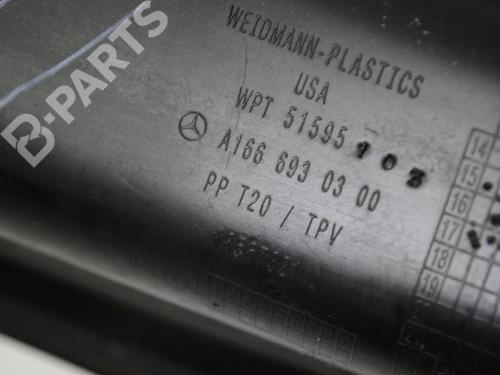 B-PARTS
WEIDMANN-PLASTICS
USA
WPT 51595 103
A166 693 03 00
PP T20 / TPV
14
15
16
17
18
19